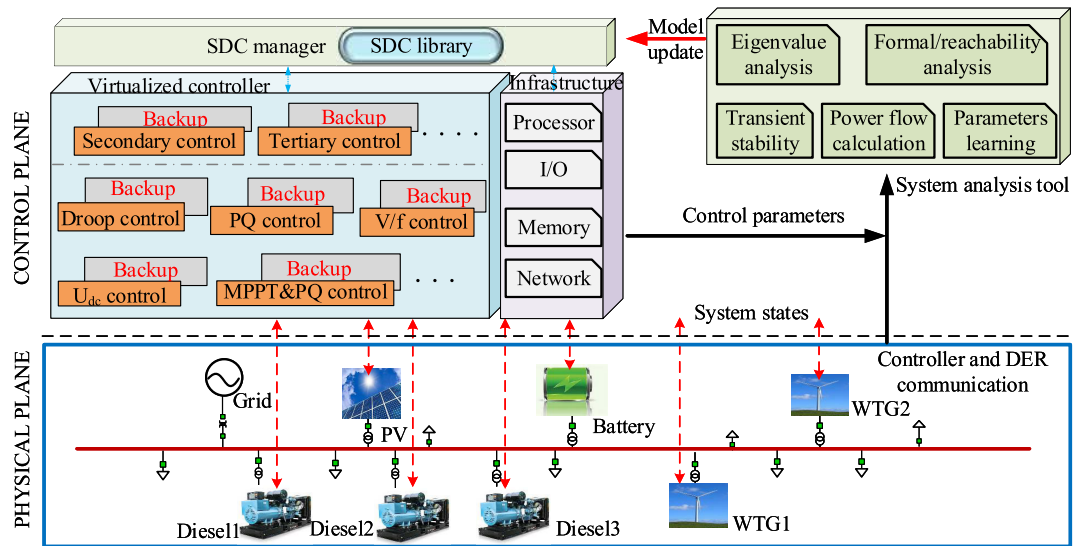 CONTROL PLANE
SDC manager
SDC library
Virtualized controller
Backup
Secondary control
Backup
Tertiary control
. . . .
Backup
Droop control
Backup
PQ control
Backup
V/f control
Backup
Udc control
Backup
MPPT&PQ control
. . .
Infrastructure
Processor
I/O
Memory
Network
Model
update
Eigenvalue
analysis
Formal/reachability
analysis
Transient
stability
Power flow
calculation
Parameters
learning
System analysis tool
Control parameters
System states
Controller and DER
communication
PHYSICAL PLANE
Grid
PV
Battery
WTG2
Diesel1
Diesel2
Diesel3
WTG1